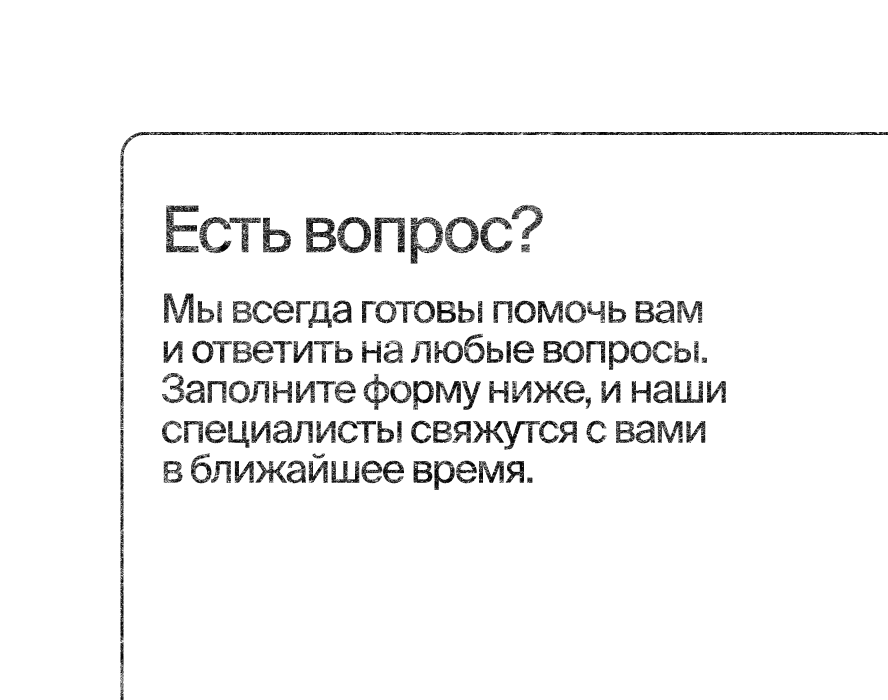 Есть вопрос?
Мы всегда готовы помочь вам
и ответить на любые вопросы.
Заполните форму ниже, и наши
специалисты свяжутся с вами
в ближайшее время.